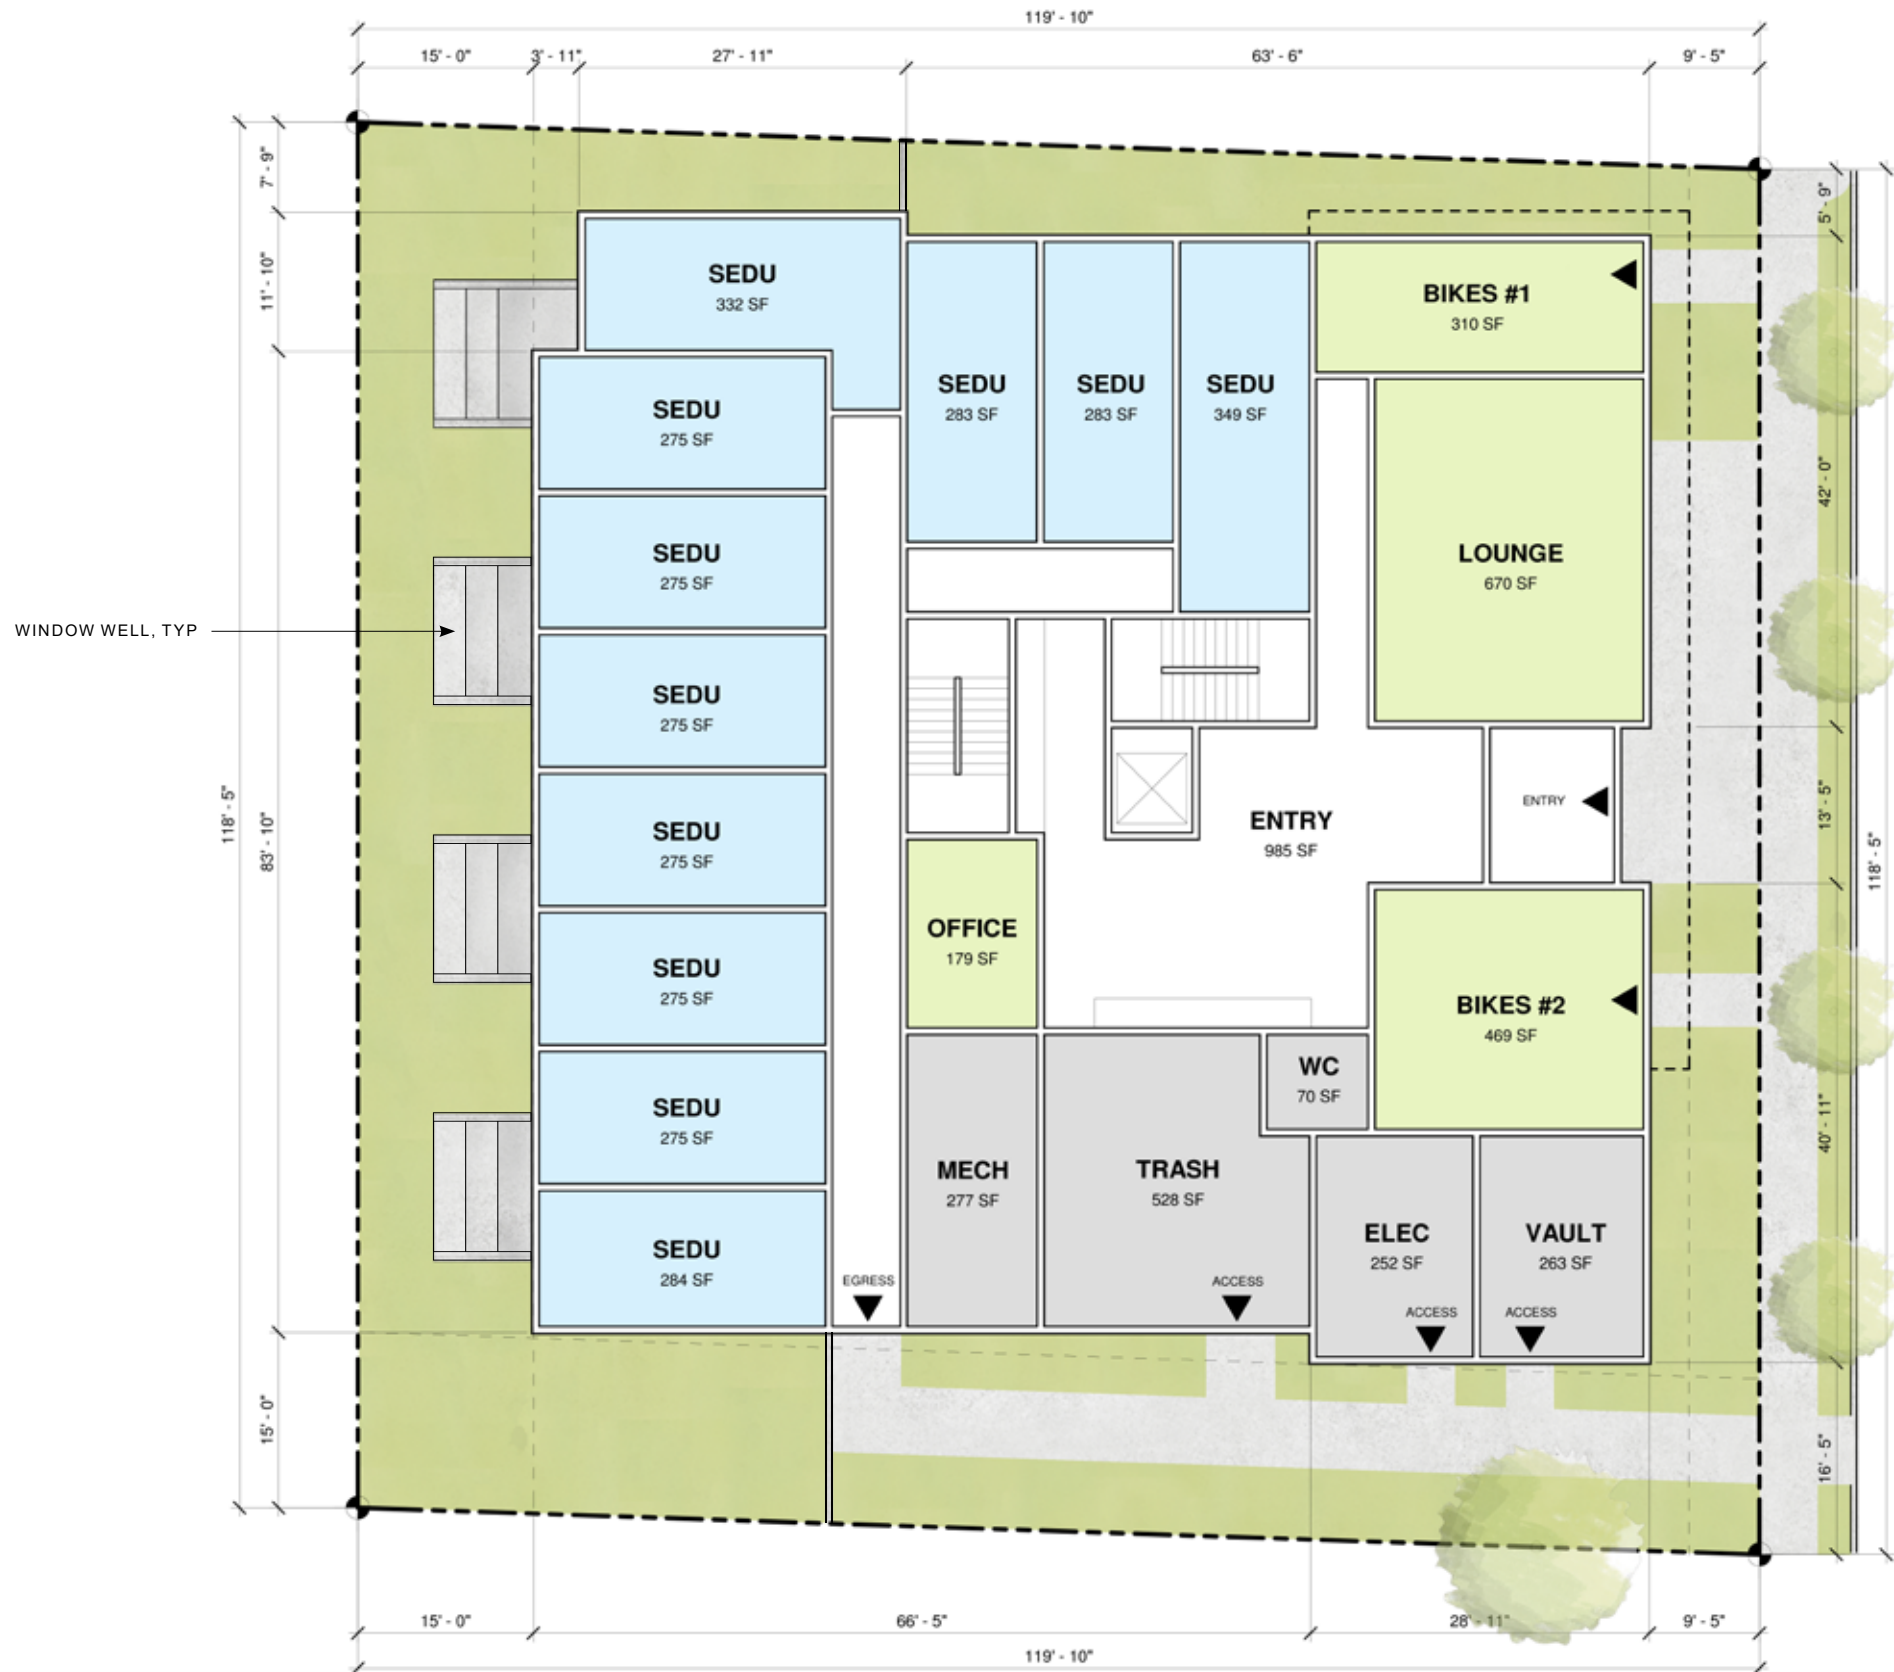 119' - 10"
15' - 0"
3' - 11"
27' - 11"
63' - 6"
9' - 5"
7' - 9"
5' - 9"
11' - 10"
SEDU
332 SF
BIKES #1
310 SF
SEDU
283 SF
SEDU
283 SF
SEDU
349 SF
SEDU
275 SF
42' - 0"
SEDU
275 SF
LOUNGE
670 SF
WINDOW WELL, TYP
SEDU
275 SF
118' - 5"
83' - 10"
SEDU
275 SF
ENTRY
985 SF
ENTRY
13' - 5"
118' - 5"
OFFICE
179 SF
SEDU
275 SF
BIKES #2
469 SF
WC
70 SF
SEDU
275 SF
40' - 11"
MECH
277 SF
TRASH
528 SF
ELEC
252 SF
VAULT
263 SF
SEDU
284 SF
EGRESS
ACCESS
ACCESS
ACCESS
15' - 0"
16' - 5"
15' - 0"
66' - 5"
28' - 11"
9' - 5"
119' - 10"